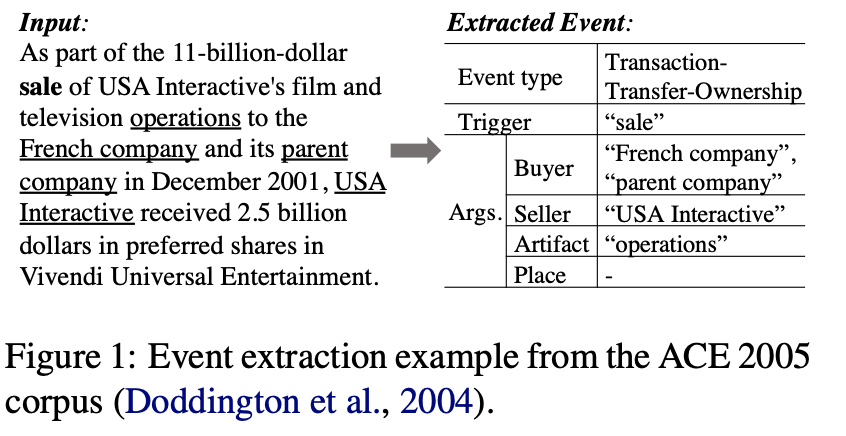 Input:
As part of the 11-billion-dollar
sale of USA Interactive's film and
television operations to the
French company and its parent
company in December 2001, USA
Interactive received 2.5 billion
dollars in preferred shares in
Vivendi Universal Entertainment.
Extracted Event:
Event type
Transaction-
Transfer-Ownership
Trigger “sale”
Args.
Buyer
“French company”,
“parent company”
Seller “USA Interactive”
Artifact “operations”
Place -
Figure 1: Event extraction example from the ACE 2005
corpus (Doddington et al., 2004).